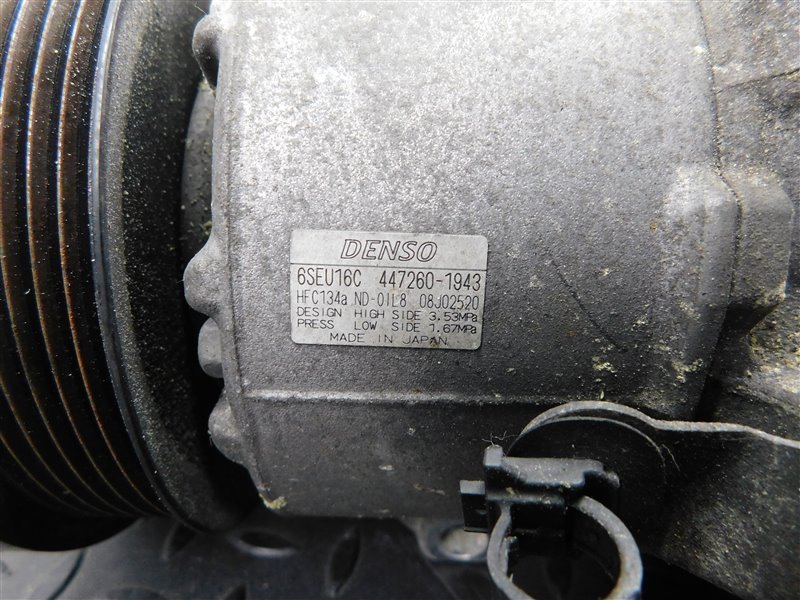 DENSO
6SEU16C 447260-1943
HFC134a ND-OIL8 08J02520
DESIGN HIGH SIDE 3.53MPa
PRESS LOW SIDE 1.67MPa
MADE IN JAPAN